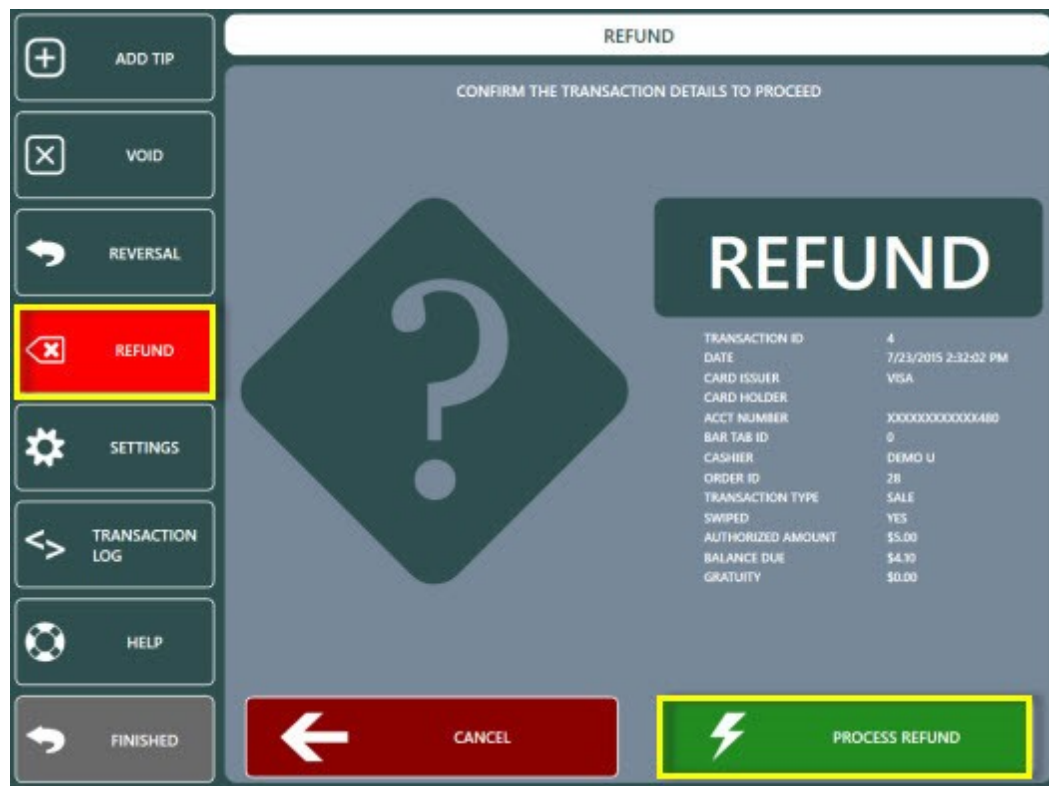 ADD TIP
VOID
REVERSAL
REFUND
SETTINGS
TRANSACTION
LOG
HELP
FINISHED
REFUND
CONFIRM THE TRANSACTION DETAILS TO PROCEED
?
REFUND
TRANSACTION ID 4
DATE 7/23/2015 2:32:02 PM
CARD ISSUER VISA
CARD HOLDER
ACCT NUMBER XXXXXXXXXXXXX480
BAR TAB ID 0
CASHIER DEMO U
ORDER ID 28
TRANSACTION TYPE SALE
SWIPED YES
AUTHORIZED AMOUNT $5.00
BALANCE DUE $4.30
GRATUITY $0.00
CANCEL
PROCESS REFUND